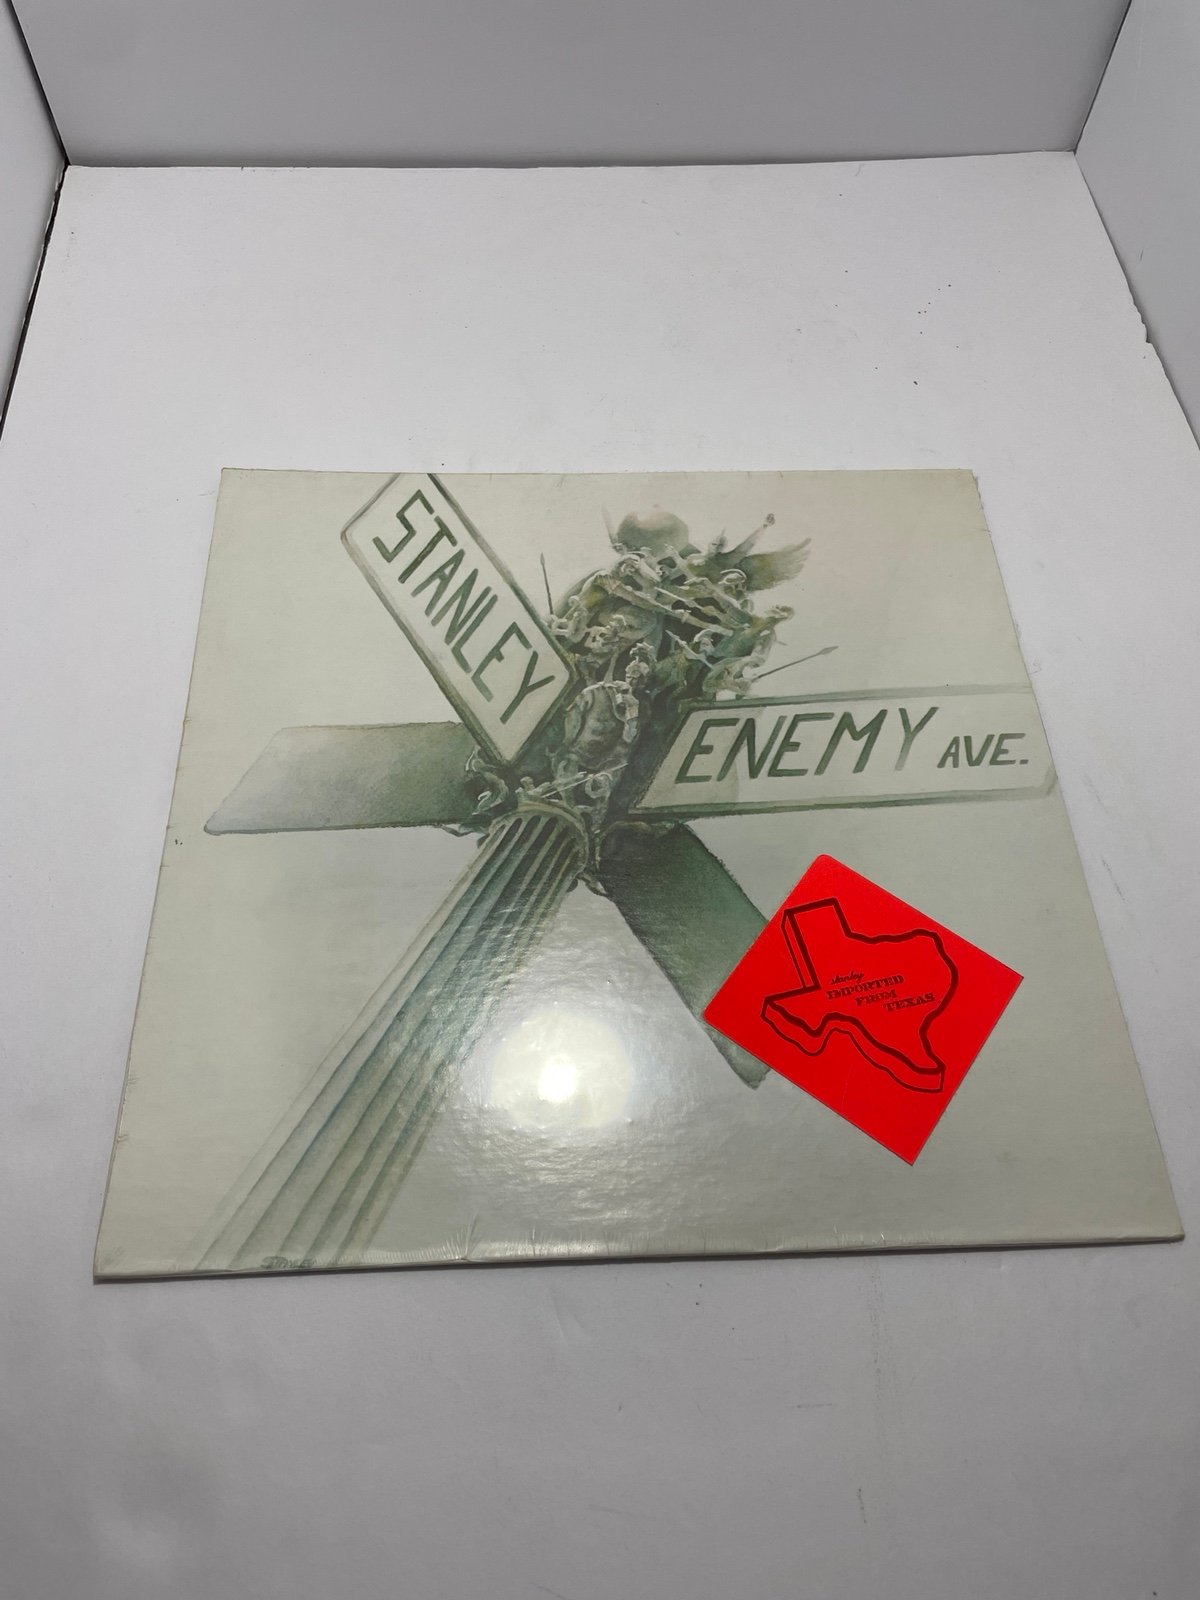 STANLEY
ENEMY AVE.
stanley
IMPORTED
FROM
TEXAS